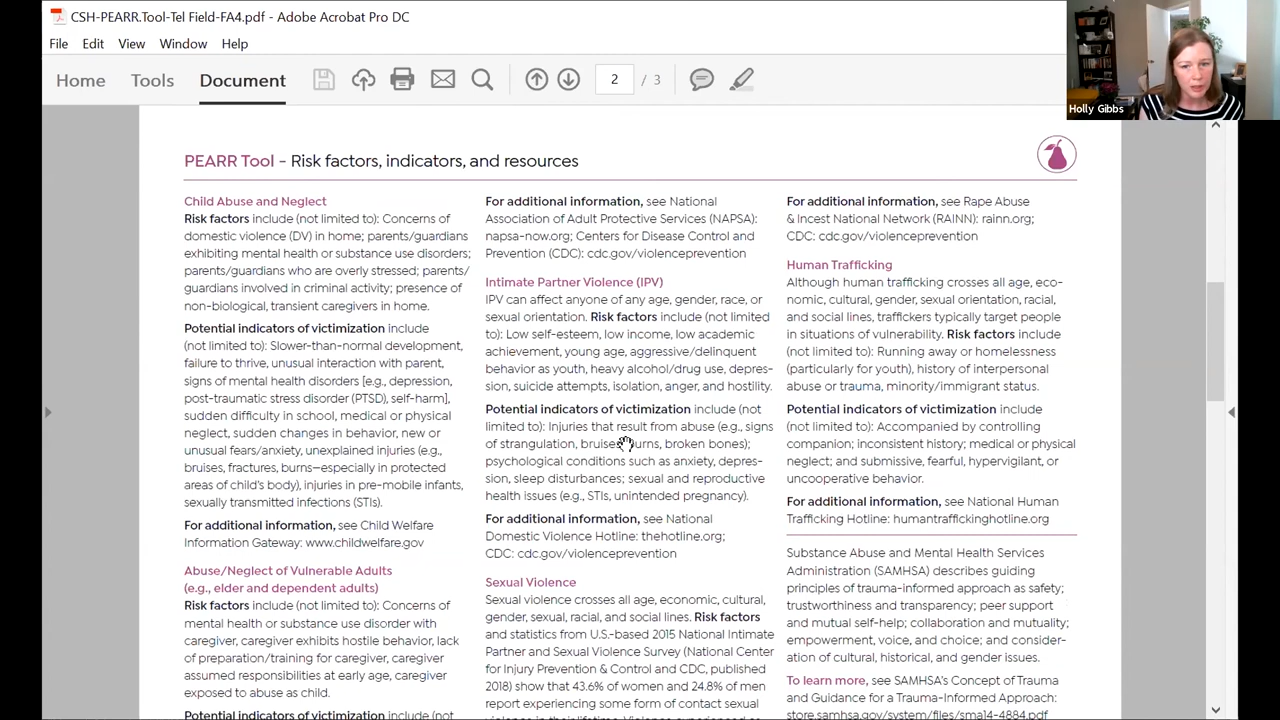 CSH-PEARR.Tool-Tel Field-FA4.pdf - Adobe Acrobat Pro DC
File Edit View Window Help
Home Tools Document 2 / 3
Holly Gibbs
PEARR Tool - Risk factors, indicators, and resources
Child Abuse and Neglect
Risk factors include (not limited to): Concerns of
domestic violence (DV) in home; parents/guardians
exhibiting mental health or substance use disorders;
parents/guardians who are overly stressed; parents/
guardians involved in criminal activity; presence of
non-biological, transient caregivers in home.
Potential indicators of victimization include
(not limited to): Slower-than-normal development,
failure to thrive, unusual interaction with parent,
signs of mental health disorders [e.g., depression,
post-traumatic stress disorder (PTSD), self-harm],
sudden difficulty in school, medical or physical
neglect, sudden changes in behavior, new or
unusual fears/anxiety, unexplained injuries (e.g.,
bruises, fractures, burns—especially in protected
areas of child's body), injuries in pre-mobile infants,
sexually transmitted infections (STIs).
For additional information, see Child Welfare
Information Gateway: www.childwelfare.gov
Abuse/Neglect of Vulnerable Adults
(e.g., elder and dependent adults)
Risk factors include (not limited to): Concerns of
mental health or substance use disorder with
caregiver, caregiver exhibits hostile behavior, lack
of preparation/training for caregiver, caregiver
assumed responsibilities at early age, caregiver
exposed to abuse as child.
Potential indicators of victimization include (not
For additional information, see National
Association of Adult Protective Services (NAPSA):
napsa-now.org; Centers for Disease Control and
Prevention (CDC): cdc.gov/violenceprevention
Intimate Partner Violence (IPV)
IPV can affect anyone of any age, gender, race, or
sexual orientation. Risk factors include (not limited
to): Low self-esteem, low income, low academic
achievement, young age, aggressive/delinquent
behavior as youth, heavy alcohol/drug use, depres-
sion, suicide attempts, isolation, anger, and hostility.
Potential indicators of victimization include (not
limited to): Injuries that result from abuse (e.g., signs
of strangulation, bruises, burns, broken bones);
psychological conditions such as anxiety, depres-
sion, sleep disturbances; sexual and reproductive
health issues (e.g., STIs, unintended pregnancy).
For additional information, see National
Domestic Violence Hotline: thehotline.org;
CDC: cdc.gov/violenceprevention
Sexual Violence
Sexual violence crosses all age, economic, cultural,
gender, sexual, racial, and social lines. Risk factors
and statistics from U.S.-based 2015 National Intimate
Partner and Sexual Violence Survey (National Center
for Injury Prevention & Control and CDC, published
2018) show that 43.6% of women and 24.8% of men
report experiencing some form of contact sexual
violence in their lifetime. Violence experienced as
For additional information, see Rape Abuse
& Incest National Network (RAINN): rainn.org;
CDC: cdc.gov/violenceprevention
Human Trafficking
Although human trafficking crosses all age, eco-
nomic, cultural, gender, sexual orientation, racial,
and social lines, traffickers typically target people
in situations of vulnerability. Risk factors include
(not limited to): Running away or homelessness
(particularly for youth), history of interpersonal
abuse or trauma, minority/immigrant status.
Potential indicators of victimization include
(not limited to): Accompanied by controlling
companion; inconsistent history; medical or physical
neglect; and submissive, fearful, hypervigilant, or
uncooperative behavior.
For additional information, see National Human
Trafficking Hotline: humantraffickinghotline.org
Substance Abuse and Mental Health Services
Administration (SAMHSA) describes guiding
principles of trauma-informed approach as safety;
trustworthiness and transparency; peer support
and mutual self-help; collaboration and mutuality;
empowerment, voice, and choice; and consider-
ation of cultural, historical, and gender issues.
To learn more, see SAMHSA's Concept of Trauma
and Guidance for a Trauma-Informed Approach:
store.samhsa.gov/system/files/sma14-4884.pdf